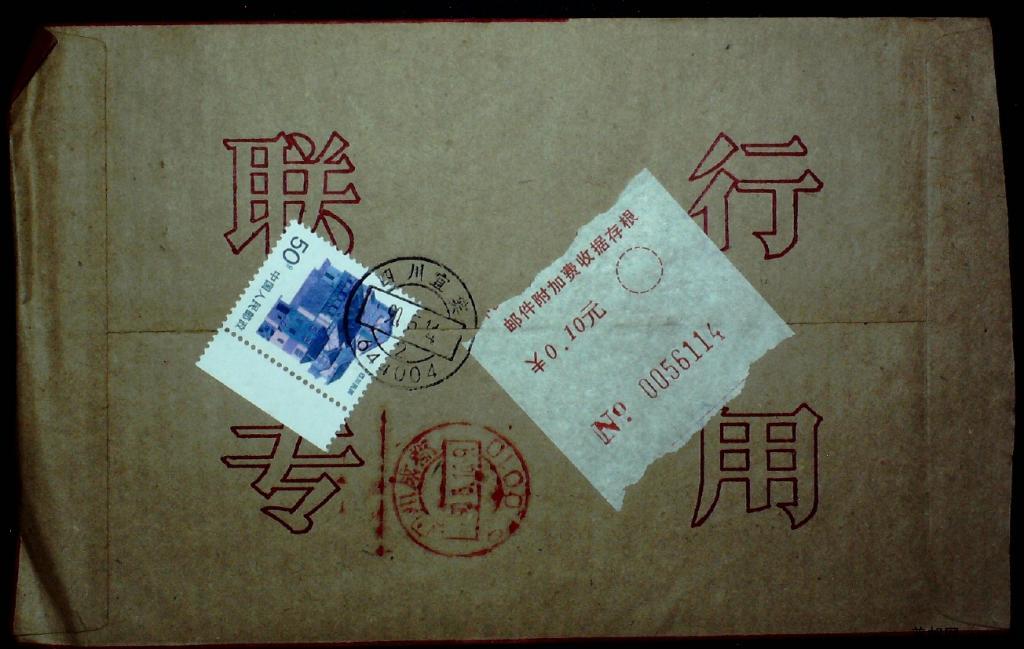 联行
50分
中国人民邮政
四川宜宾
644004
邮件附加费收据存根
¥0.10元
No 0056114
专用